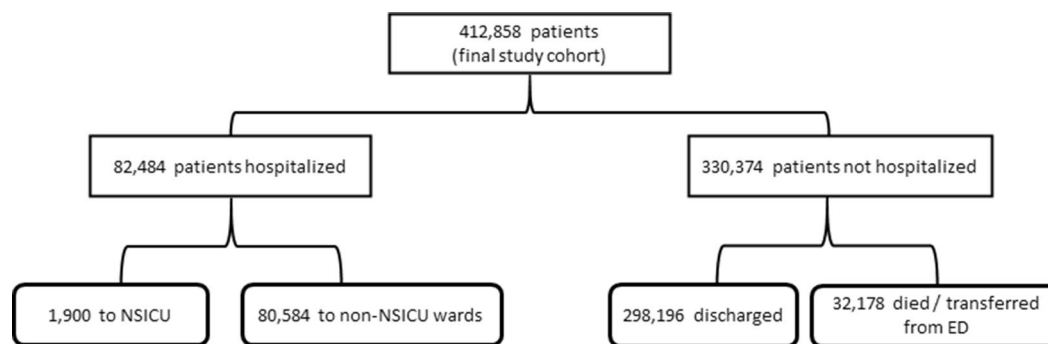 412,858 patients
(final study cohort)
82,484 patients hospitalized
330,374 patients not hospitalized
1,900 to NSICU
80,584 to non-NSICU wards
298,196 discharged
32,178 died / transferred
from ED